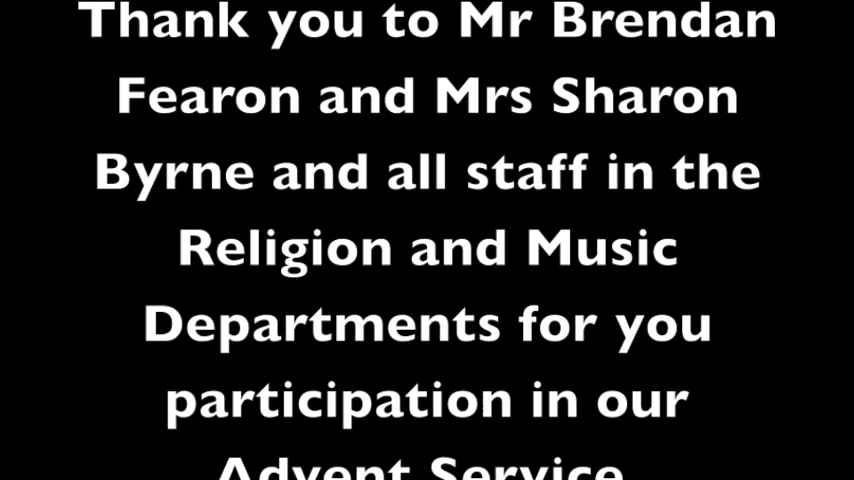 Thank you to Mr Brendan
Fearon and Mrs Sharon
Byrne and all staff in the
Religion and Music
Departments for you
participation in our
Advent Service